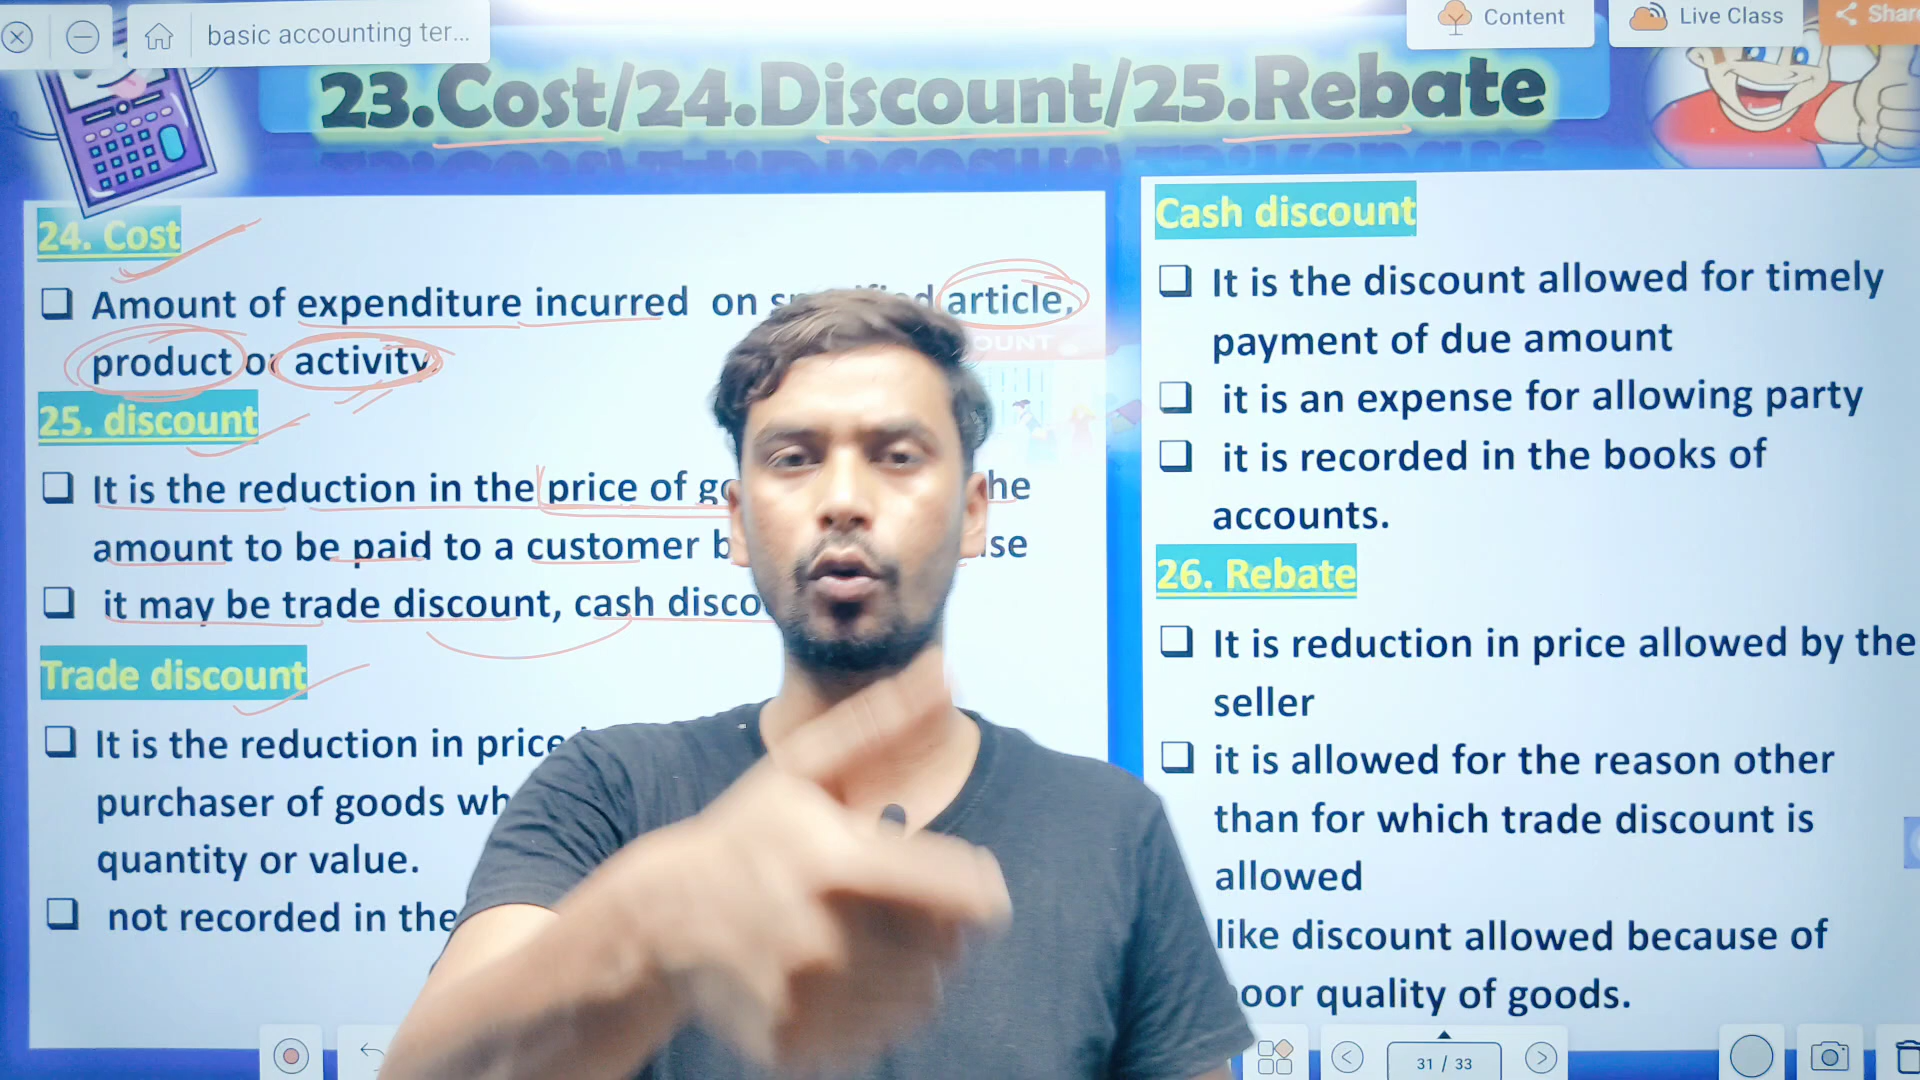 basic accounting ter...
Content
Live Class
Share
23.Cost/24.Discount/25.Rebate
24. Cost
Amount of expenditure incurred on specified article,
product or activity.
25. discount
It is the reduction in the price of he
amount to be paid to a customer se
it may be trade discount, cash disco
Trade discount
It is the reduction in price
purchaser of goods wh
quantity or value.
not recorded in the
Cash discount
It is the discount allowed for timely
payment of due amount
it is an expense for allowing party
it is recorded in the books of
accounts.
26. Rebate
It is reduction in price allowed by the
seller
it is allowed for the reason other
than for which trade discount is
allowed
like discount allowed because of
poor quality of goods.
31 / 33